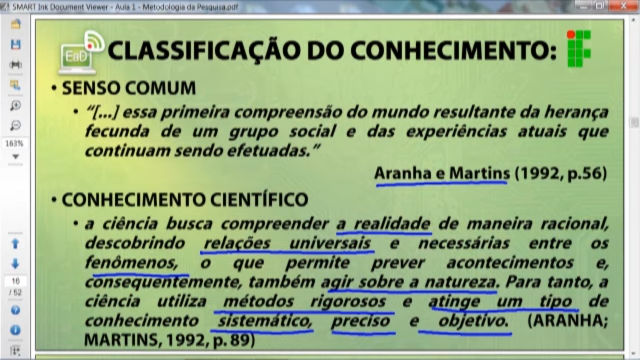 SMART Ink Document Viewer - Aula 1 - Metodologia da Pesquisa.pdf
EaD
CLASSIFICAÇÃO DO CONHECIMENTO:
• SENSO COMUM
• “[...] essa primeira compreensão do mundo resultante da herança
fecunda de um grupo social e das experiências atuais que
continuam sendo efetuadas.”
Aranha e Martins (1992, p.56)
• CONHECIMENTO CIENTÍFICO
• a ciência busca compreender a realidade de maneira racional,
descobrindo relações universais e necessárias entre os
fenômenos, o que permite prever acontecimentos e,
consequentemente, também agir sobre a natureza. Para tanto, a
ciência utiliza métodos rigorosos e atinge um tipo de
conhecimento sistemático, preciso e objetivo. (ARANHA;
MARTINS, 1992, p. 89)
163%
16
/ 52